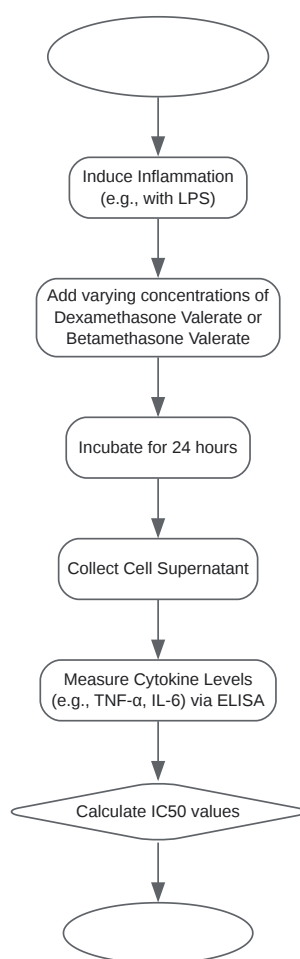 Induce Inflammation
(e.g., with LPS)
Add varying concentrations of
Dexamethasone Valerate or
Betamethasone Valerate
Incubate for 24 hours
Collect Cell Supernatant
Measure Cytokine Levels
(e.g., TNF-α, IL-6) via ELISA
Calculate IC50 values